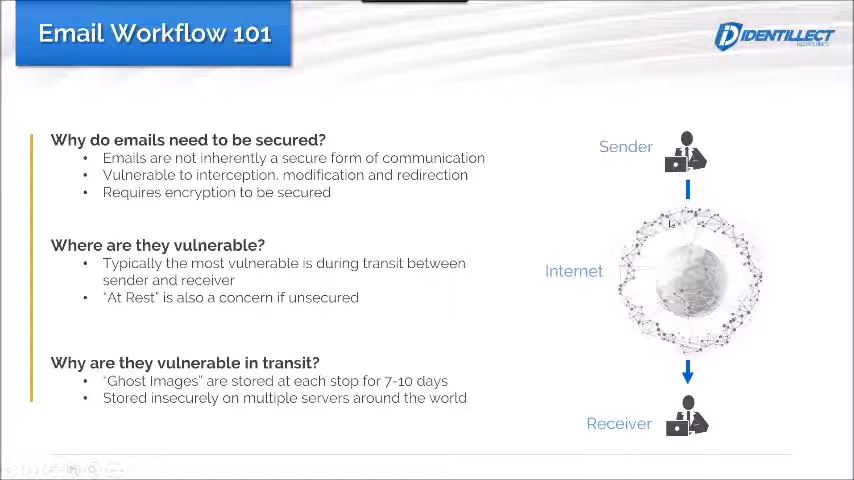 Email Workflow 101
IDENTILLECT
TECHNOLOGIES
Why do emails need to be secured?
• Emails are not inherently a secure form of communication
• Vulnerable to interception, modification and redirection
• Requires encryption to be secured
Where are they vulnerable?
• Typically the most vulnerable is during transit between
sender and receiver
• “At Rest” is also a concern if unsecured
Why are they vulnerable in transit?
• “Ghost Images” are stored at each stop for 7-10 days
• Stored insecurely on multiple servers around the world
Sender
Internet
Receiver